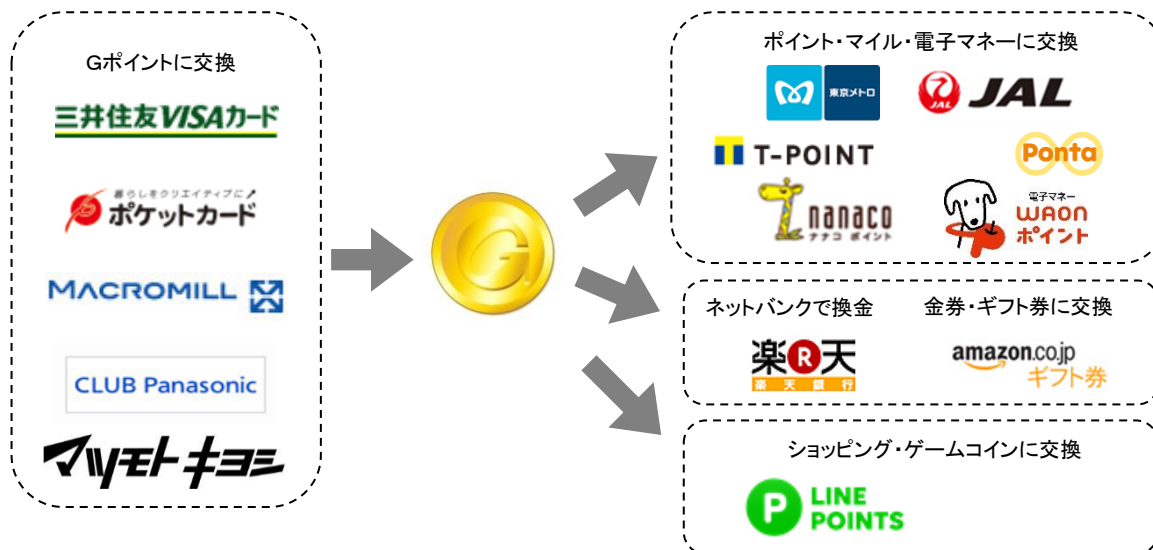 Gポイントに交換
三井住友VISAカード
暮らしをクリエイティブに
ポケットカード
MACROMILL
CLUB Panasonic
マツモトキヨシ
G
ポイント・マイル・電子マネーに交換
東京メトロ
JAL
JAL
T-POINT
Ponta
nanaco
ナナコ ポイント
電子マネー
WAON
ポイント
ネットバンクで換金
金券・ギフト券に交換
楽R天
楽天銀行
amazon.co.jp
ギフト券
ショッピング・ゲームコインに交換
P
LINE
POINTS